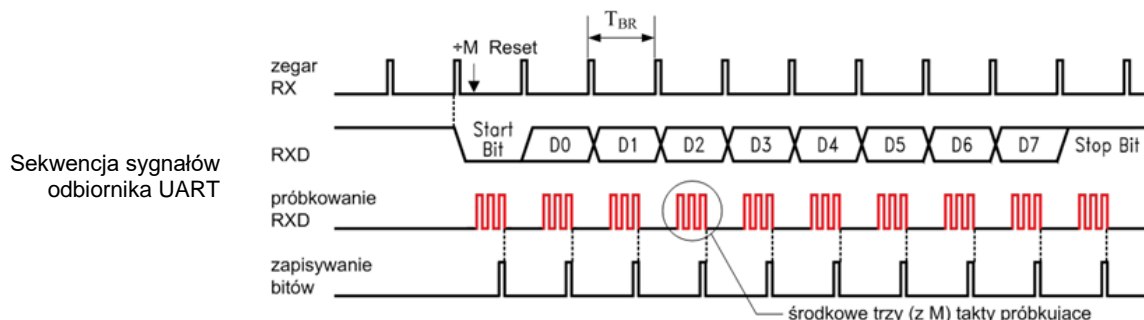 T_BR
÷M Reset
zegar
RX
Sekwencja sygnałów
odbiornika UART
RXD
Start
Bit
D0 D1 D2 D3 D4 D5 D6 D7 Stop Bit
próbkowanie
RXD
zapisywanie
bitów
środkowe trzy (z M) takty próbkujące